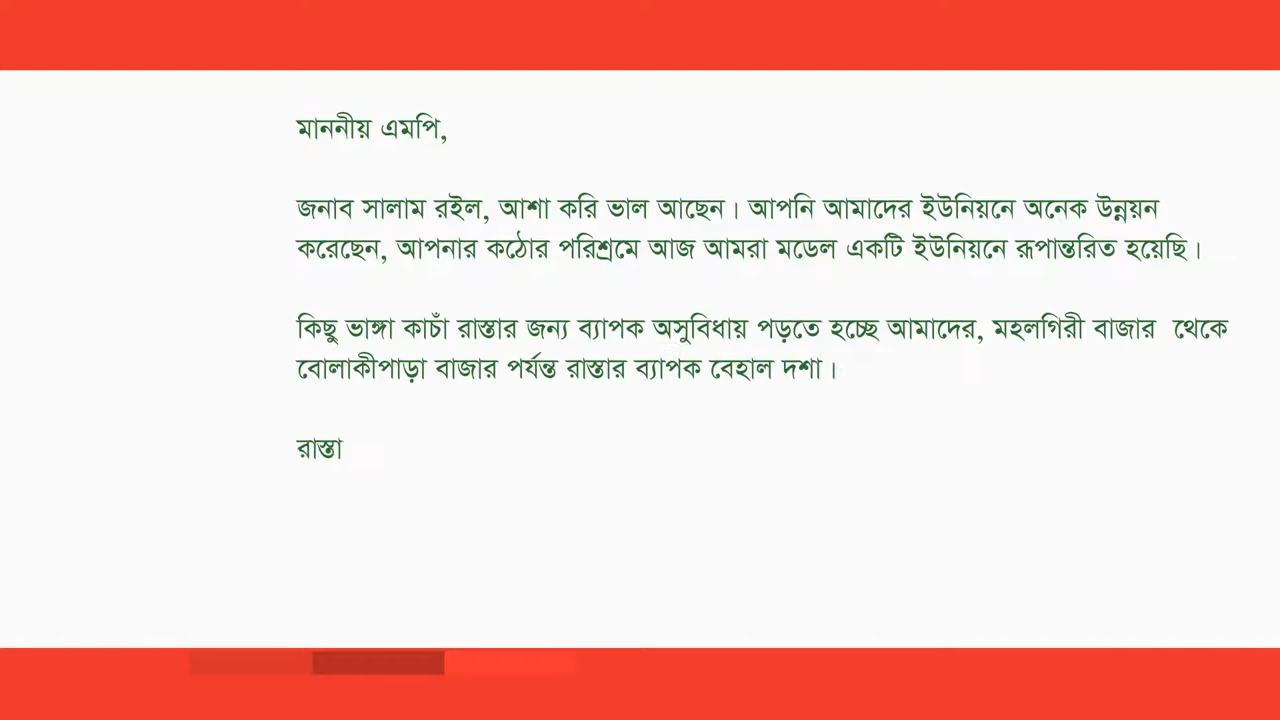 মাননীয় এমপি,
জনাব সালাম রইল, আশা করি ভাল আছেন। আপনি আমাদের ইউনিয়নে অনেক উন্নয়ন
করেছেন, আপনার কঠোর পরিশ্রমে আজ আমরা মডেল একটি ইউনিয়নে রূপান্তরিত হয়েছি।
কিছু ভাঙ্গা কাচাঁ রাস্তার জন্য ব্যাপক অসুবিধায় পড়তে হচ্ছে আমাদের, মহলগিরী বাজার থেকে
বোলাকীপাড়া বাজার পর্যন্ত রাস্তার ব্যাপক বেহাল দশা।
রাস্তা